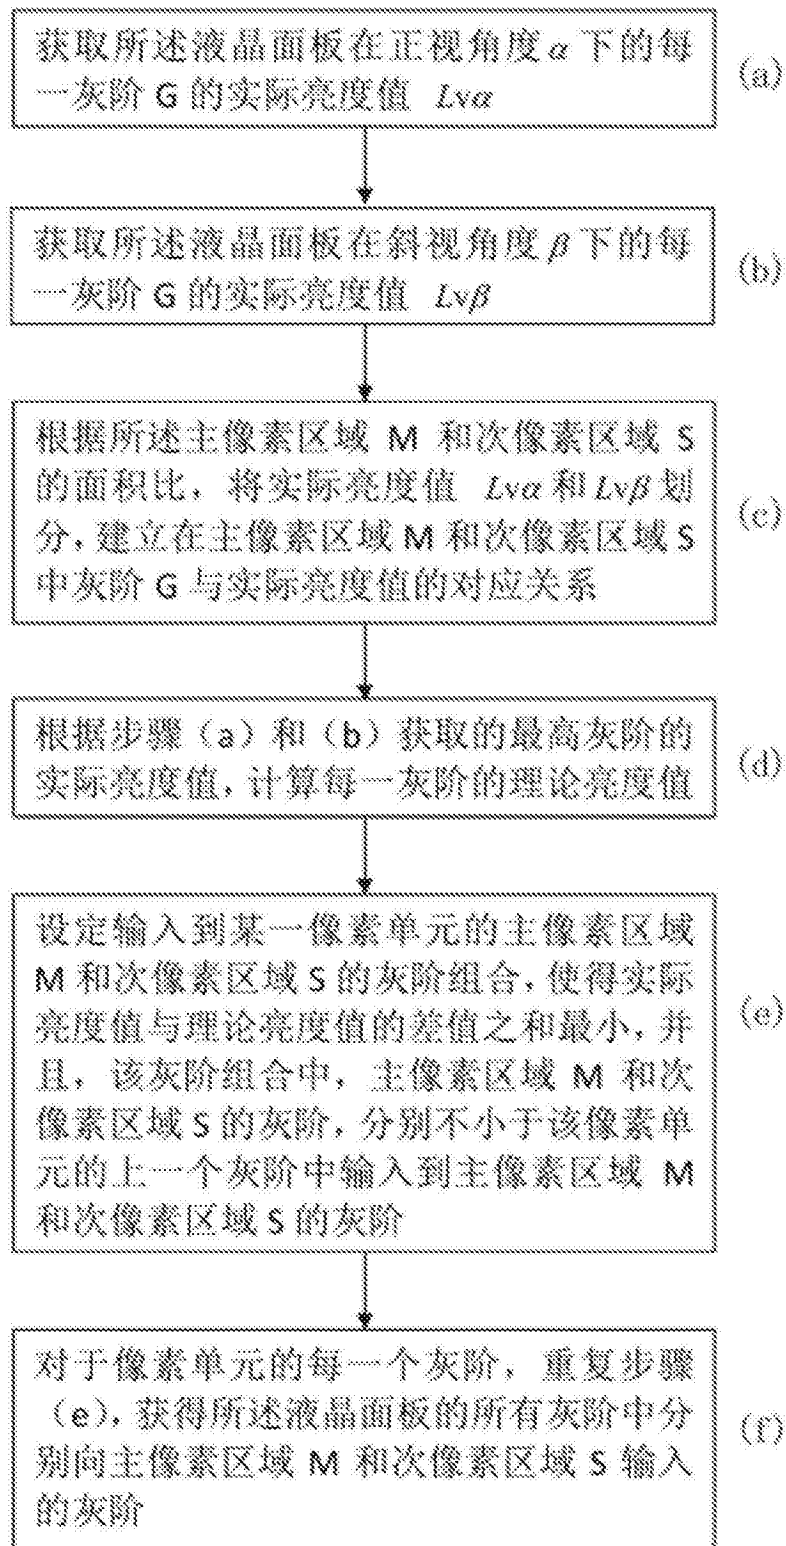 获取所述液晶面板在正视角度α下的每
一灰阶 G 的实际亮度值 Lvα
(a)
获取所述液晶面板在斜视角度β下的每
一灰阶 G 的实际亮度值 Lvβ
(b)
根据所述主像素区域 M 和次像素区域 S
的面积比，将实际亮度值 Lvα和Lvβ划
分，建立在主像素区域 M 和次像素区域 S
中灰阶 G 与实际亮度值的对应关系
(c)
根据步骤（a）和（b）获取的最高灰阶的
实际亮度值，计算每一灰阶的理论亮度值
(d)
设定输入到某一像素单元的主像素区域
M 和次像素区域 S 的灰阶组合，使得实际
亮度值与理论亮度值的差值之和最小，并
且，该灰阶组合中，主像素区域 M 和次
像素区域 S 的灰阶，分别不小于该像素单
元的上一个灰阶中输入到主像素区域 M
和次像素区域 S 的灰阶
(e)
对于像素单元的每一个灰阶，重复步骤
（e），获得所述液晶面板的所有灰阶中分
别向主像素区域 M 和次像素区域 S 输入
的灰阶
(f)